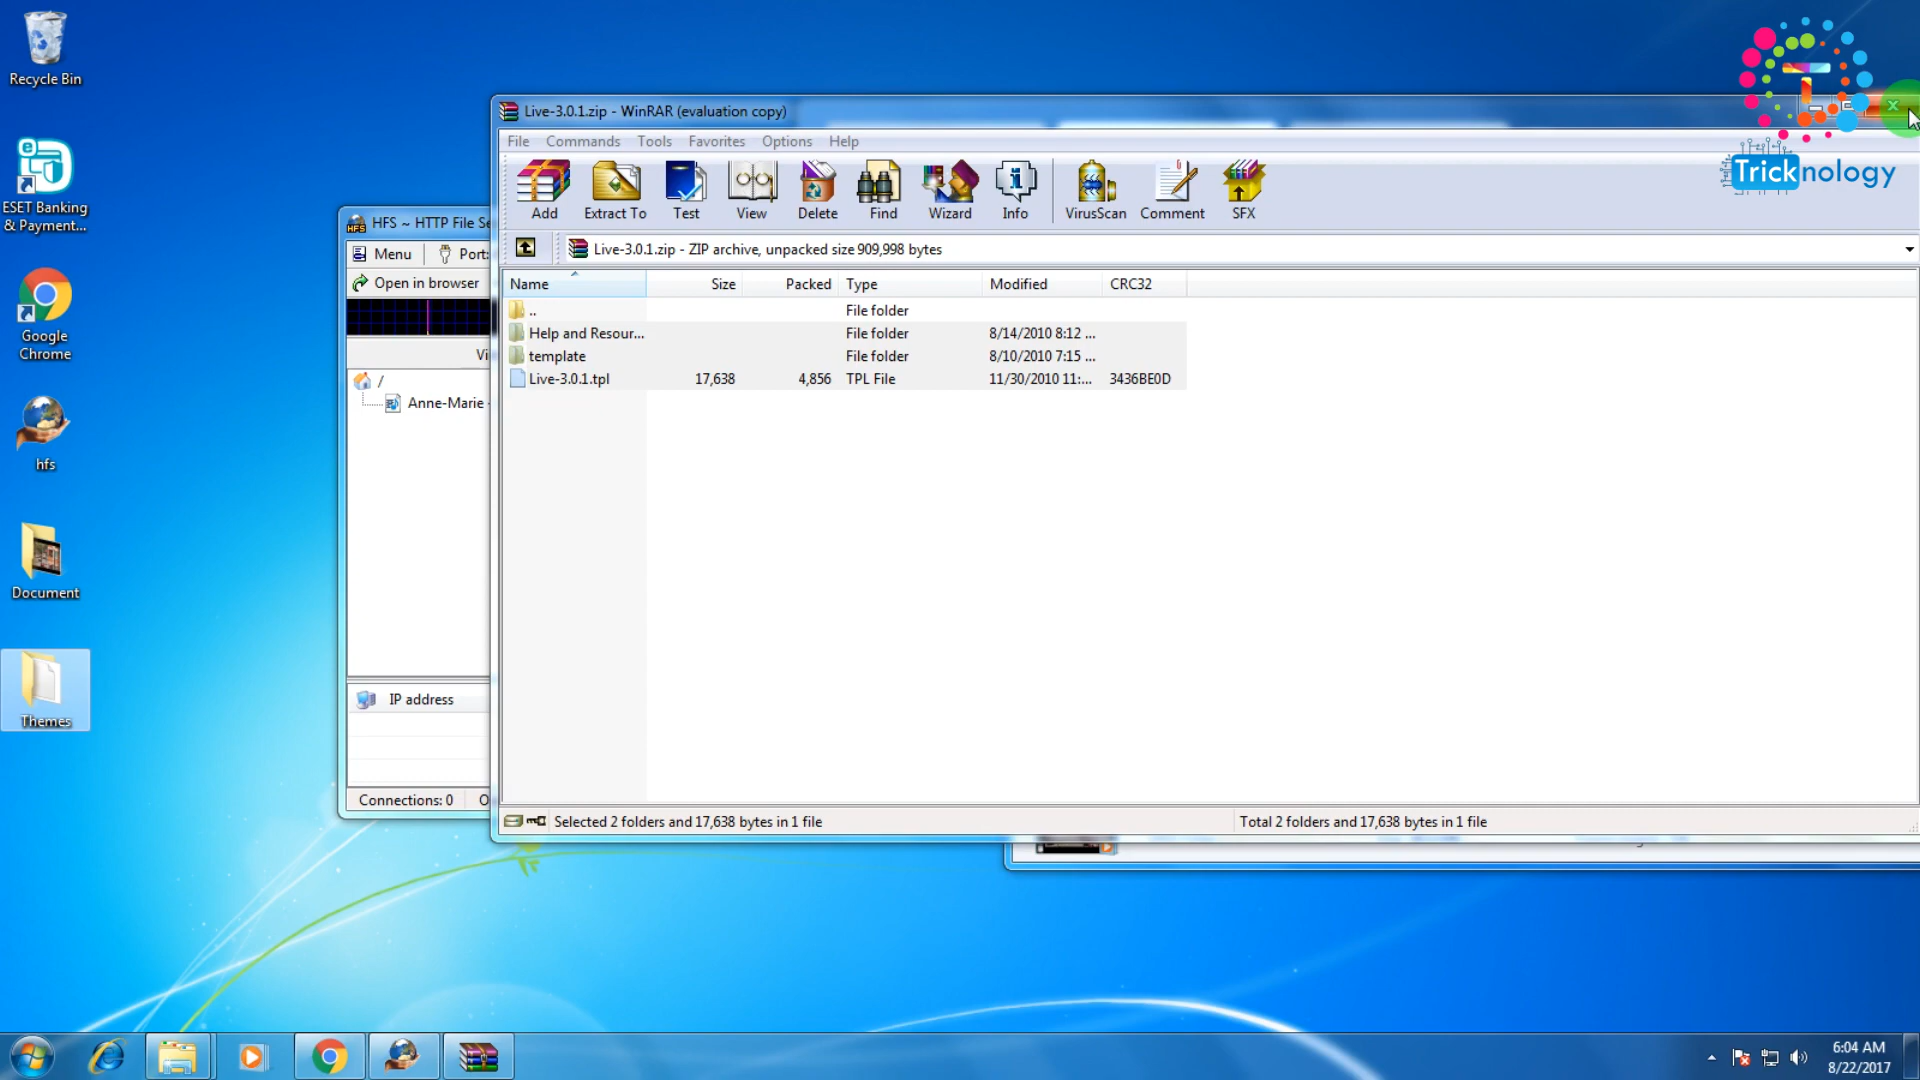 Recycle Bin
ESET Banking
& Payment...
Google
Chrome
hfs
Document
Themes
HFS ~ HTTP File Se
Menu
Port:
Open in browser
Vi
/
Anne-Marie
IP address
Connections: 0
Live-3.0.1.zip - WinRAR (evaluation copy)
File Commands Tools Favorites Options Help
Add Extract To Test View Delete Find Wizard Info VirusScan Comment SFX
Live-3.0.1.zip - ZIP archive, unpacked size 909,998 bytes
Name Size Packed Type Modified CRC32
.. File folder
Help and Resour... File folder 8/14/2010 8:12 ...
template File folder 8/10/2010 7:15 ...
Live-3.0.1.tpl 17,638 4,856 TPL File 11/30/2010 11:... 3436BE0D
Selected 2 folders and 17,638 bytes in 1 file
Total 2 folders and 17,638 bytes in 1 file
Tricknology
6:04 AM
8/22/2017